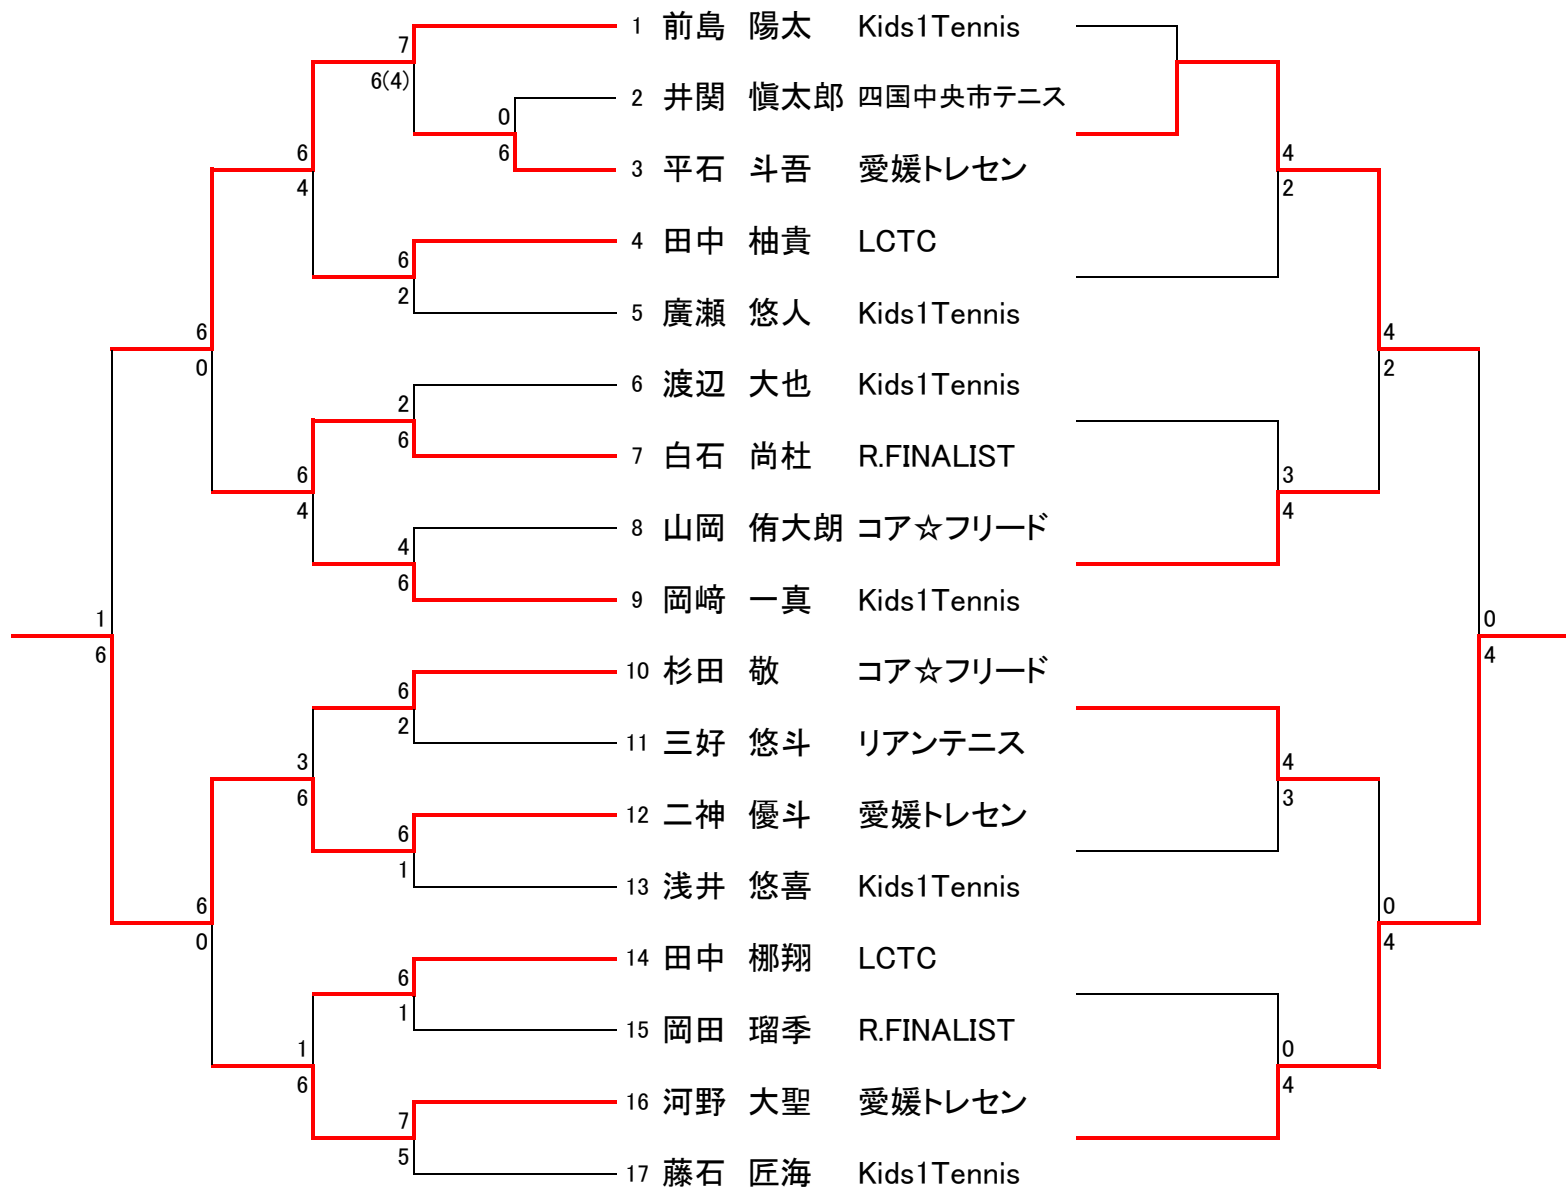 1 前島 陽太 Kids1Tennis
7
6(4)
2 井関 愼太郎 四国中央市テニス
0
6
6
4
3 平石 斗吾 愛媛トレセン
4
2
4 田中 柚貴 LCTC
6
2
5 廣瀬 悠人 Kids1Tennis
6
0
4
2
6 渡辺 大也 Kids1Tennis
2
6
7 白石 尚杜 R.FINALIST
6
4
3
4
8 山岡 侑大朗 コア☆フリード
4
6
9 岡﨑 一真 Kids1Tennis
1
6
0
4
10 杉田 敬 コア☆フリード
6
2
11 三好 悠斗 リアンテニス
3
6
4
3
12 二神 優斗 愛媛トレセン
6
1
13 浅井 悠喜 Kids1Tennis
6
0
0
4
14 田中 梛翔 LCTC
6
1
15 岡田 瑠季 R.FINALIST
1
6
0
4
16 河野 大聖 愛媛トレセン
7
5
17 藤石 匠海 Kids1Tennis